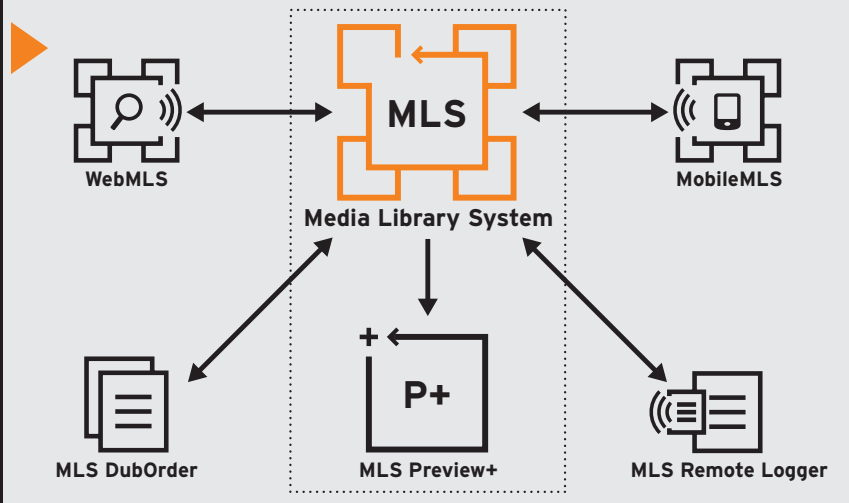 MLS
WebMLS
MobileMLS
Media Library System
P+
MLS DubOrder
MLS Preview+
MLS Remote Logger